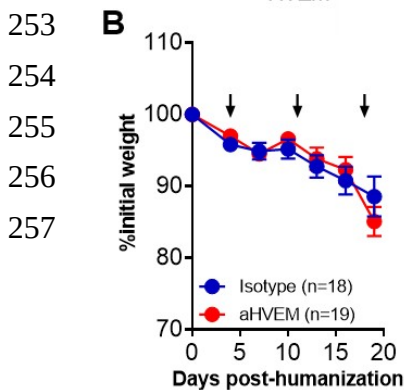 253
254
255
256
257
B
110
100
90
80
70
%initial weight
Isotype (n=18)
aHVEM (n=19)
0 5 10 15 20
Days post-humanization